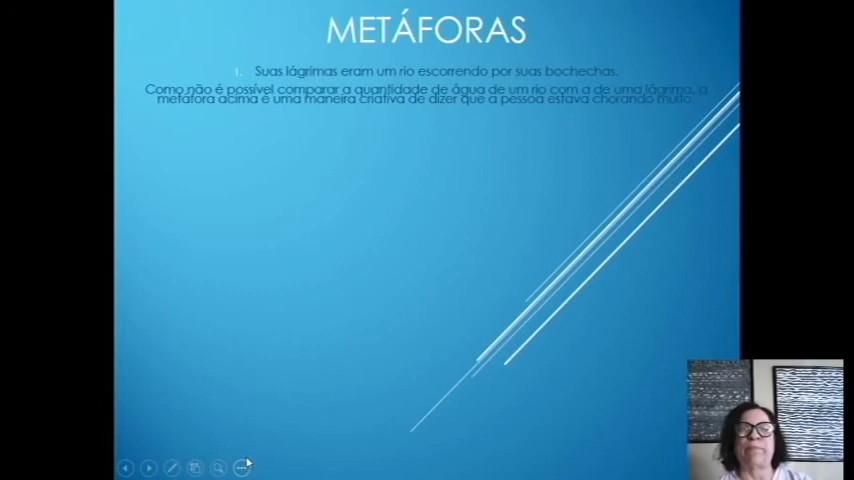 METÁFORAS
1. Suas lágrimas eram um rio escorrendo por suas bochechas.
Como não é possível comparar a quantidade de água de um rio com a de uma lágrima, a
metáfora acima é uma maneira criativa de dizer que a pessoa estava chorando muito.